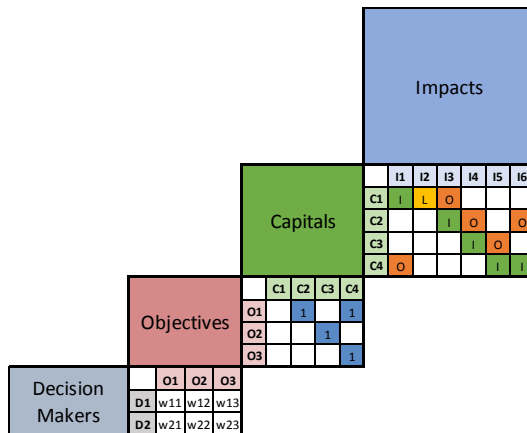 Impacts
I1 I2 I3 I4 I5 I6
Capitals
C1 I L O
C2 I O O
C3 I O
C4 O I I
C1 C2 C3 C4
Objectives
O1 1 1
O2 1
O3 1
Decision
Makers
O1 O2 O3
D1 w11 w12 w13
D2 w21 w22 w23